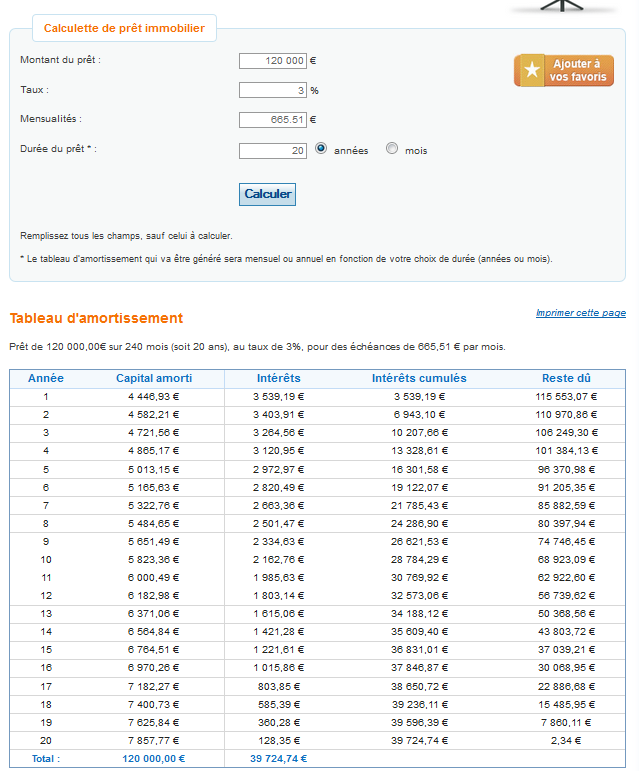 Calculette de prêt immobilier
Montant du prêt : 120 000 €
Ajouter à
vos favoris
Taux : 3 %
Mensualités : 665.51 €
Durée du prêt * : 20 années mois
Calculer
Remplissez tous les champs, sauf celui à calculer.
* Le tableau d'amortissement qui va être généré sera mensuel ou annuel en fonction de votre choix de durée (années ou mois).
Tableau d'amortissement Imprimer cette page
Prêt de 120 000,00€ sur 240 mois (soit 20 ans), au taux de 3%, pour des échéances de 665,51 € par mois.
Année Capital amorti Intérêts Intérêts cumulés Reste dû
1 4 446,93 € 3 539,19 € 3 539,19 € 115 553,07 €
2 4 582,21 € 3 403,91 € 6 943,10 € 110 970,86 €
3 4 721,56 € 3 264,56 € 10 207,66 € 106 249,30 €
4 4 865,17 € 3 120,95 € 13 328,61 € 101 384,13 €
5 5 013,15 € 2 972,97 € 16 301,58 € 96 370,98 €
6 5 165,63 € 2 820,49 € 19 122,07 € 91 205,35 €
7 5 322,76 € 2 663,36 € 21 785,43 € 85 882,59 €
8 5 484,65 € 2 501,47 € 24 286,90 € 80 397,94 €
9 5 651,49 € 2 334,63 € 26 621,53 € 74 746,45 €
10 5 823,36 € 2 162,76 € 28 784,29 € 68 923,09 €
11 6 000,49 € 1 985,63 € 30 769,92 € 62 922,60 €
12 6 182,98 € 1 803,14 € 32 573,06 € 56 739,62 €
13 6 371,06 € 1 615,06 € 34 188,12 € 50 368,56 €
14 6 564,84 € 1 421,28 € 35 609,40 € 43 803,72 €
15 6 764,51 € 1 221,61 € 36 831,01 € 37 039,21 €
16 6 970,26 € 1 015,86 € 37 846,87 € 30 068,95 €
17 7 182,27 € 803,85 € 38 650,72 € 22 886,68 €
18 7 400,73 € 585,39 € 39 236,11 € 15 485,95 €
19 7 625,84 € 360,28 € 39 596,39 € 7 860,11 €
20 7 857,77 € 128,35 € 39 724,74 € 2,34 €
Total : 120 000,00 € 39 724,74 €